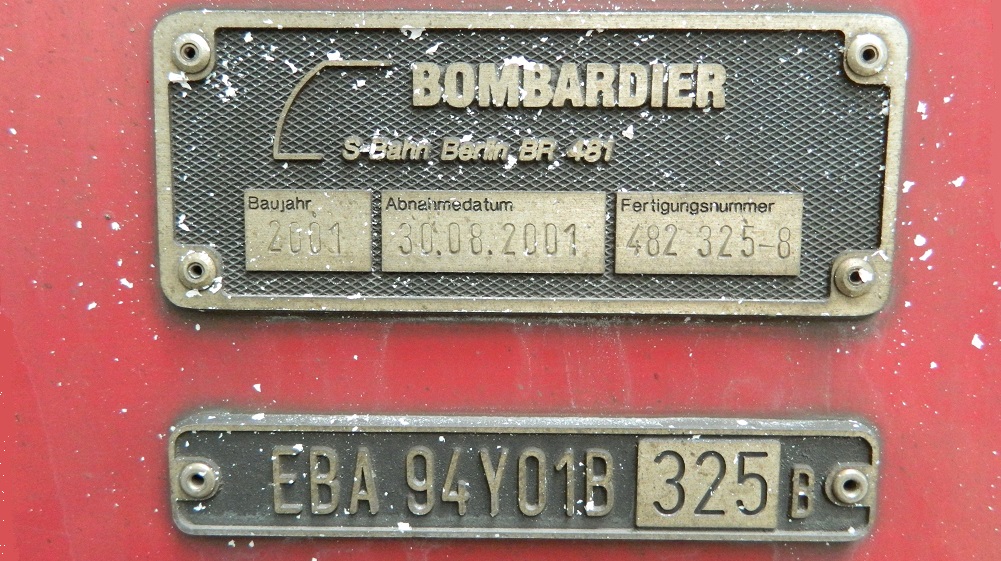 BOMBARDIER
S-Bahn Berlin, BR 481
Baujahr Abnahmedatum Fertigungsnummer
2001 30.08.2001 482 325-8
EBA 94Y01B 325 B